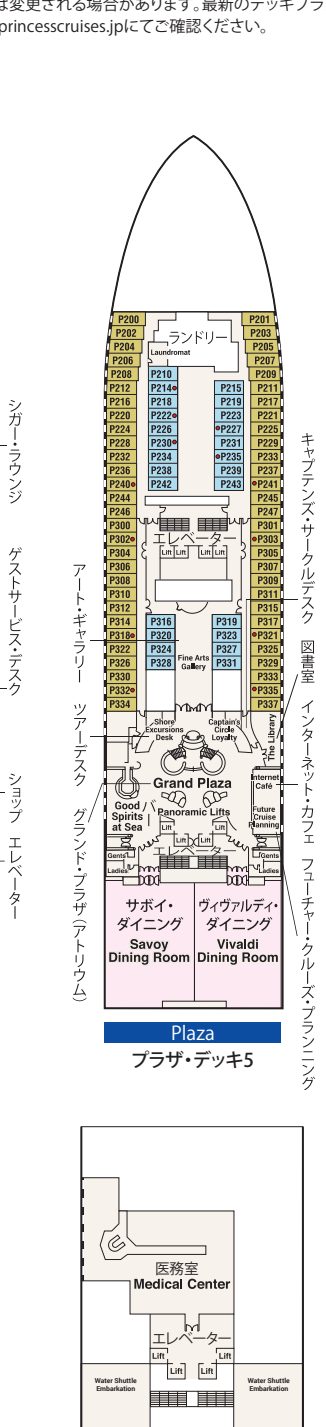 は変更される場合があります。最新のデッキプラ
princesscruises.jpにてご確認ください。
シガー・ラウンジ
ゲストサービス・デスク
ショップ エレベーター
アート・ギャラリー ツアーデスク グランド・プラザ(アトリウム)
キャプテンズ・サークルデスク 図書室 インターネット・カフェ フューチャー・クルーズ・プランニング
P200 P201
P202 ランドリー P203
P204 P205
Laundromat
P206 P207
P208 P210 P209
P212 P214 P215 P211
P216 P218 P219 P217
P220 P222 P223 P221
P224 P226 P227 P225
P228 P230 P231 P229
P232 P234 P235 P233
P236 P238 P239 P237
P240 P242 P243 P241
P244 P245
P246 P247
P300 P301
P302 エレベーター P303
P304 Lift Lift Lift Lift P305
P306 P307
P308 P309
P310 P311
P312 P315
P314 P316 P319 P317
P318 P320 P323 P321
P322 P324 P327 P325
P326 P328 Fine Arts Gallery P331 P329
P330 P333
P332 P335
P334 P337
Shore
Excursions
Desk
Captain's
Circle
Loyalty
The Library
Grand Plaza
Internet
Café
Good
Spirits
at Sea
バー
Panoramic Lifts
Future
Cruise
Planning
Lift Lift
Lift Lift
エレベーター
Gents Gents
Ladies Ladies
サボイ・
ダイニング
Savoy
Dining Room
ヴィヴァルディ・
ダイニング
Vivaldi
Dining Room
Plaza
プラザ・デッキ5
医務室
Medical Center
エレベーター
Lift Lift
Lift Lift
Water Shuttle
Embarkation
Water Shuttle
Embarkation